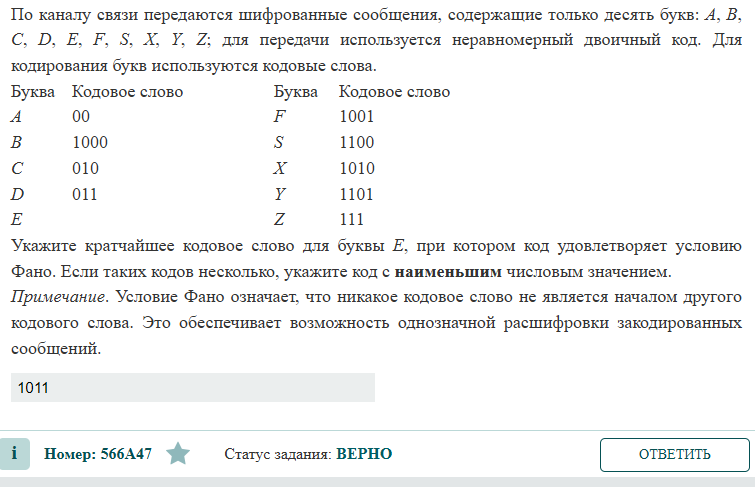 По каналу связи передаются шифрованные сообщения, содержащие только десять букв: A, B,
C, D, E, F, S, X, Y, Z; для передачи используется неравномерный двоичный код. Для
кодирования букв используются кодовые слова.
Буква Кодовое слово Буква Кодовое слово
A 00 F 1001
B 1000 S 1100
C 010 X 1010
D 011 Y 1101
E Z 111
Укажите кратчайшее кодовое слово для буквы E, при котором код удовлетворяет условию
Фано. Если таких кодов несколько, укажите код с наименьшим числовым значением.
Примечание. Условие Фано означает, что никакое кодовое слово не является началом другого
кодового слова. Это обеспечивает возможность однозначной расшифровки закодированных
сообщений.
1011
i Номер: 566A47 Статус задания: ВЕРНО ОТВЕТИТЬ